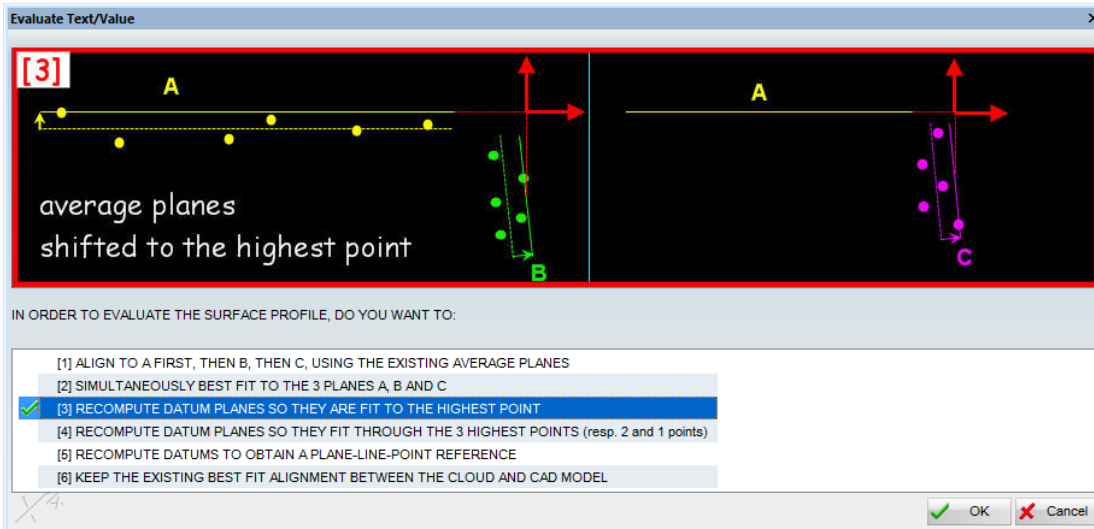 Evaluate Text/Value
[3]
A
A
average planes
shifted to the highest point
B
C
IN ORDER TO EVALUATE THE SURFACE PROFILE, DO YOU WANT TO:
[1] ALIGN TO A FIRST, THEN B, THEN C, USING THE EXISTING AVERAGE PLANES
[2] SIMULTANEOUSLY BEST FIT TO THE 3 PLANES A, B AND C
[3] RECOMPUTE DATUM PLANES SO THEY ARE FIT TO THE HIGHEST POINT
[4] RECOMPUTE DATUM PLANES SO THEY FIT THROUGH THE 3 HIGHEST POINTS (resp. 2 and 1 points)
[5] RECOMPUTE DATUMS TO OBTAIN A PLANE-LINE-POINT REFERENCE
[6] KEEP THE EXISTING BEST FIT ALIGNMENT BETWEEN THE CLOUD AND CAD MODEL
OK Cancel